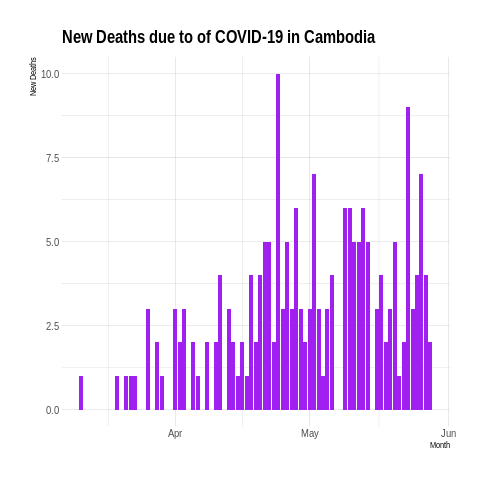 New Deaths due to of COVID-19 in Cambodia
New Deaths
10.0
7.5
5.0
2.5
0.0
Apr
May
Jun
Month